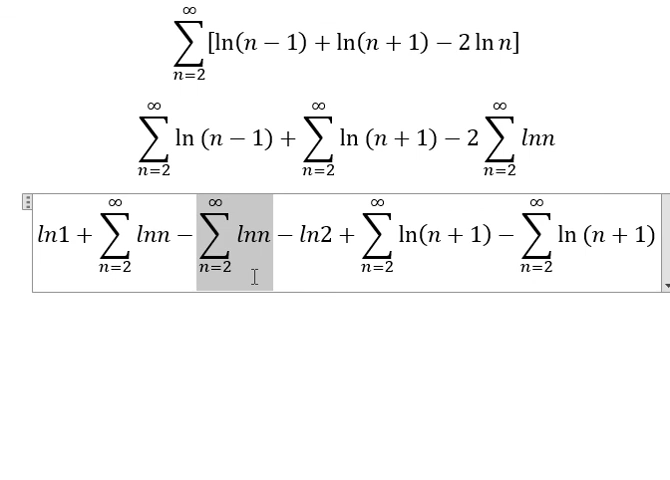 ∞∑n=2 [ln(n − 1) + ln(n + 1) − 2 ln n]
∞∑n=2 ln (n − 1) + ∞∑n=2 ln (n + 1) − 2 ∞∑n=2 lnn
ln1 + ∞∑n=2 lnn − ∞∑n=2 lnn − ln2 + ∞∑n=2 ln(n + 1) − ∞∑n=2 ln (n + 1)